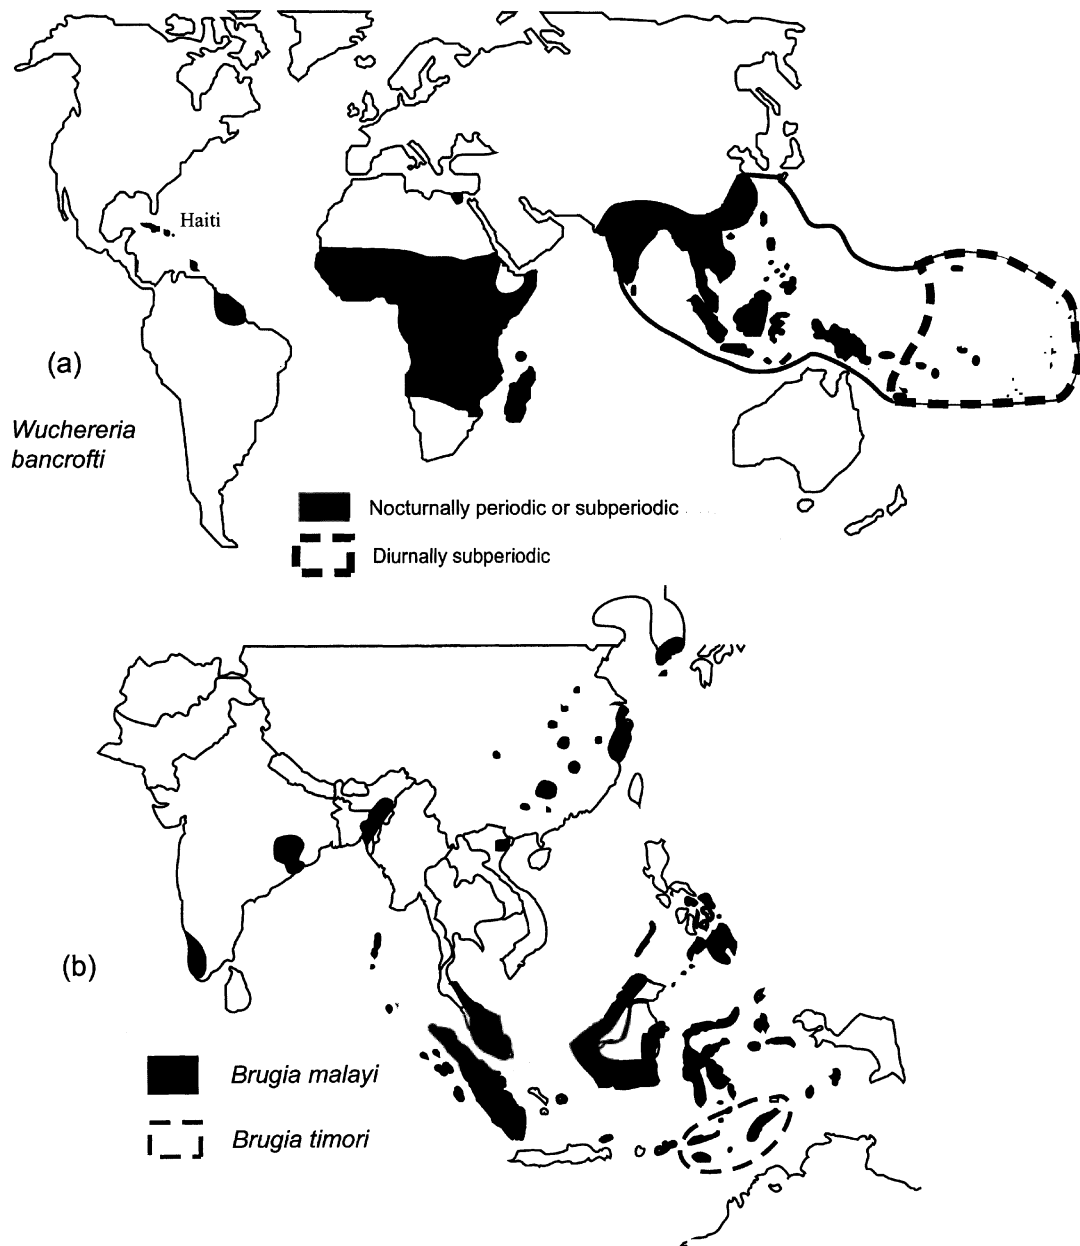 Haiti
(a)
Wuchereria
bancrofti
Nocturnally periodic or subperiodic
Diurnally subperiodic
(b)
Brugia malayi
Brugia timori